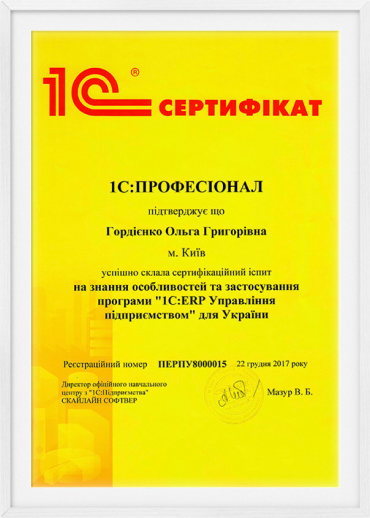 1С® СЕРТИФІКАТ
1С:ПРОФЕСІОНАЛ
підтверджує що
Гордієнко Ольга Григорівна
м. Київ
успішно склала сертифікаційний іспит
на знання особливостей та застосування
програми "1С:ERP Управління
підприємством" для України
Реєстраційний номер ПЕРПУ8000015 22 грудня 2017 року
Директор офіційного навчального
центру з "1С:Підприємства"
СКАЙЛАЙН СОФТВЕР
Мазур В. Б.